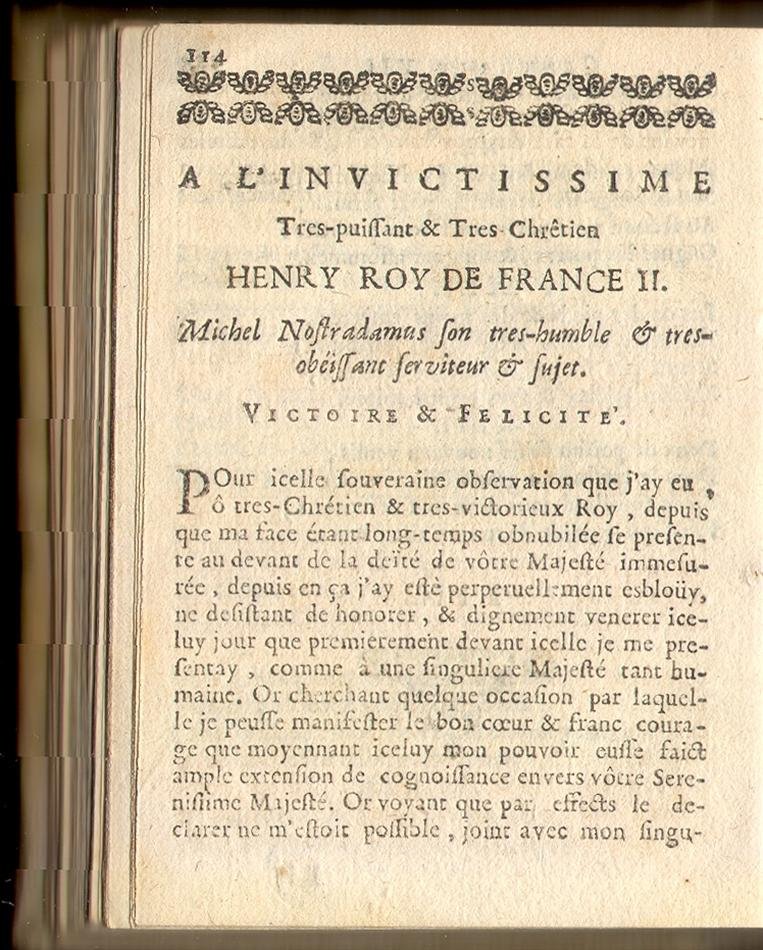 114
A L'INVICTISSIME
Tres-puiſſant & Tres-Chrêtien
HENRY ROY DE FRANCE II.
Michel Noſtradamus ſon tres-humble & tres-
obëiſſant ſerviteur & ſujet.
VICTOIRE & FELICITE'.
POur icelle ſouveraine obſervation que j'ay eu,
ô tres-Chrétien & tres-victorieux Roy, depuis
que ma face étant long-temps obnubilée ſe preſen-
te au devant de la deïté de vôtre Majeſté immeſu-
rée, depuis en ça j'ay eſtè perpetuellement esbloüy,
ne deſiſtant de honorer, & dignement venerer ice-
luy jour que premierement devant icelle je me pre-
ſentay, comme à une ſinguliere Majeſté tant hu-
maine. Or cherchant quelque occaſion par laquel-
le je peuſſe manifeſter le bon cœur & franc coura-
ge que moyennant iceluy mon pouvoir euſſe faict
ample extenſion de cognoiſſance envers vôtre Sere-
niſſime Majeſté. Or voyant que par effects le de-
clarer ne m'eſtoit poſſible, joint avec mon ſingu-